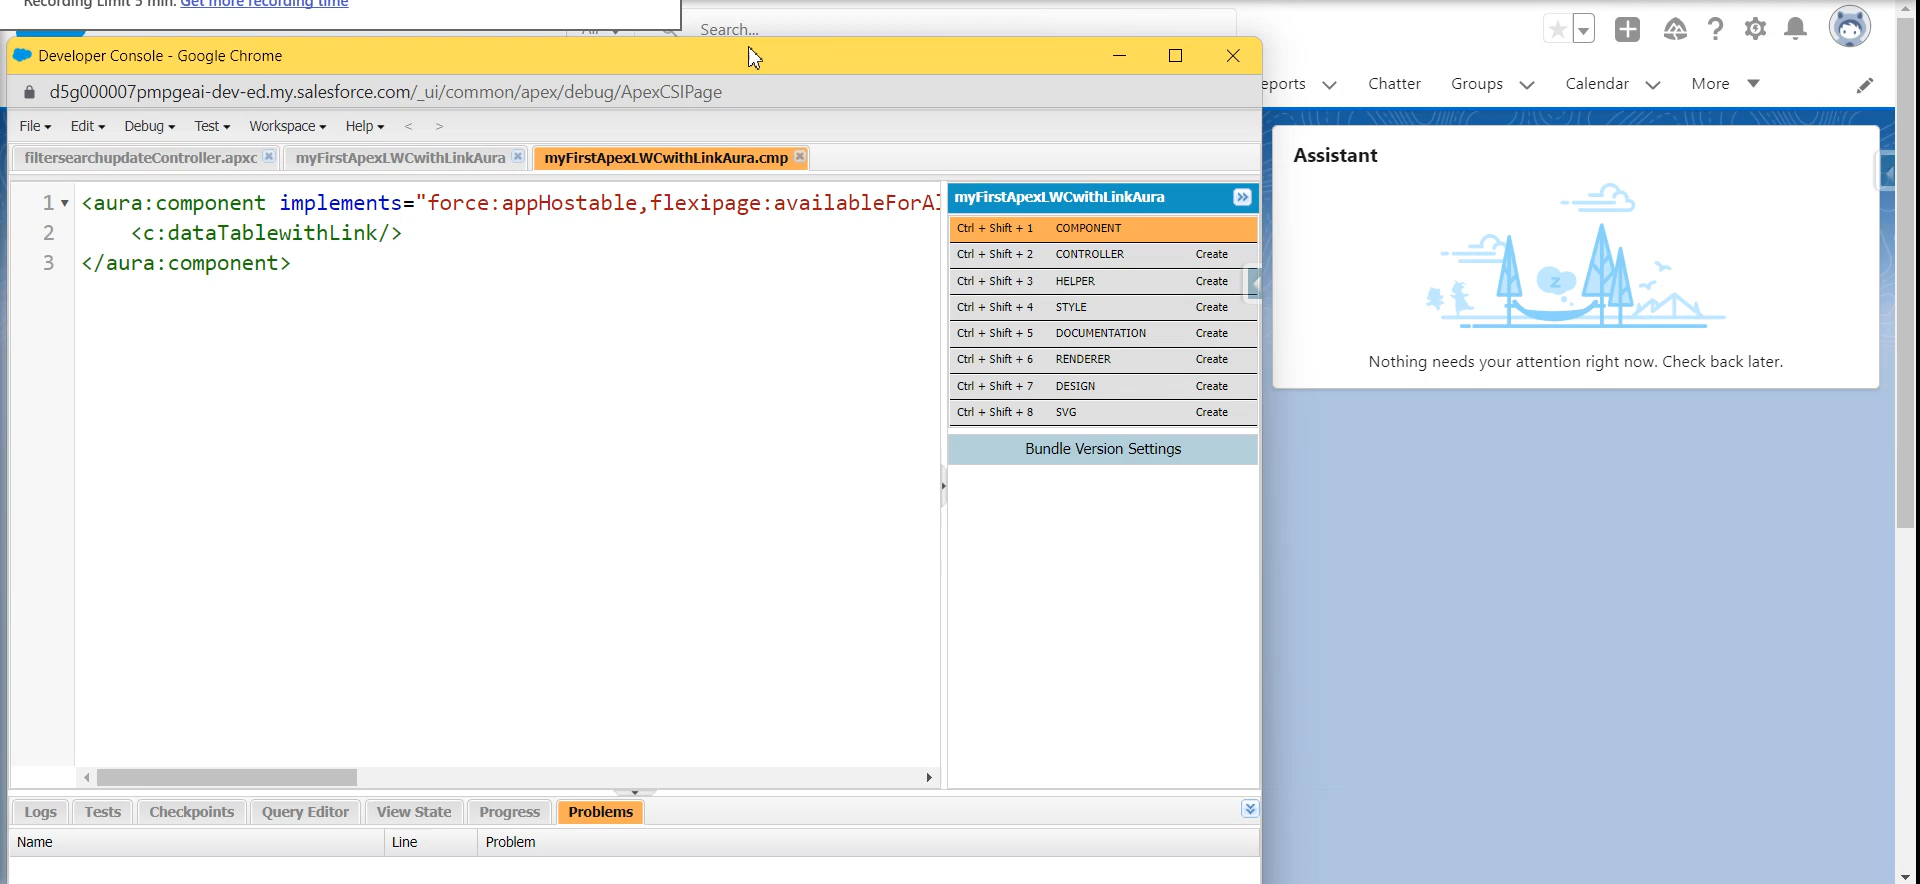 Recording Limit 5 min. Get more recording time
All
Search...
Developer Console - Google Chrome
d5g000007pmpgeai-dev-ed.my.salesforce.com/_ui/common/apex/debug/ApexCSIPage
eports Chatter Groups Calendar More
File Edit Debug Test Workspace Help < >
filtersearchupdateController.apxc myFirstApexLWCwithLinkAura myFirstApexLWCwithLinkAura.cmp
1 <aura:component implements="force:appHostable,flexipage:availableForAl
2 <c:dataTablewithLink/>
3 </aura:component>
myFirstApexLWCwithLinkAura
Ctrl + Shift + 1 COMPONENT
Ctrl + Shift + 2 CONTROLLER Create
Ctrl + Shift + 3 HELPER Create
Ctrl + Shift + 4 STYLE Create
Ctrl + Shift + 5 DOCUMENTATION Create
Ctrl + Shift + 6 RENDERER Create
Ctrl + Shift + 7 DESIGN Create
Ctrl + Shift + 8 SVG Create
Bundle Version Settings
Assistant
z
Nothing needs your attention right now. Check back later.
Logs Tests Checkpoints Query Editor View State Progress Problems
Name Line Problem